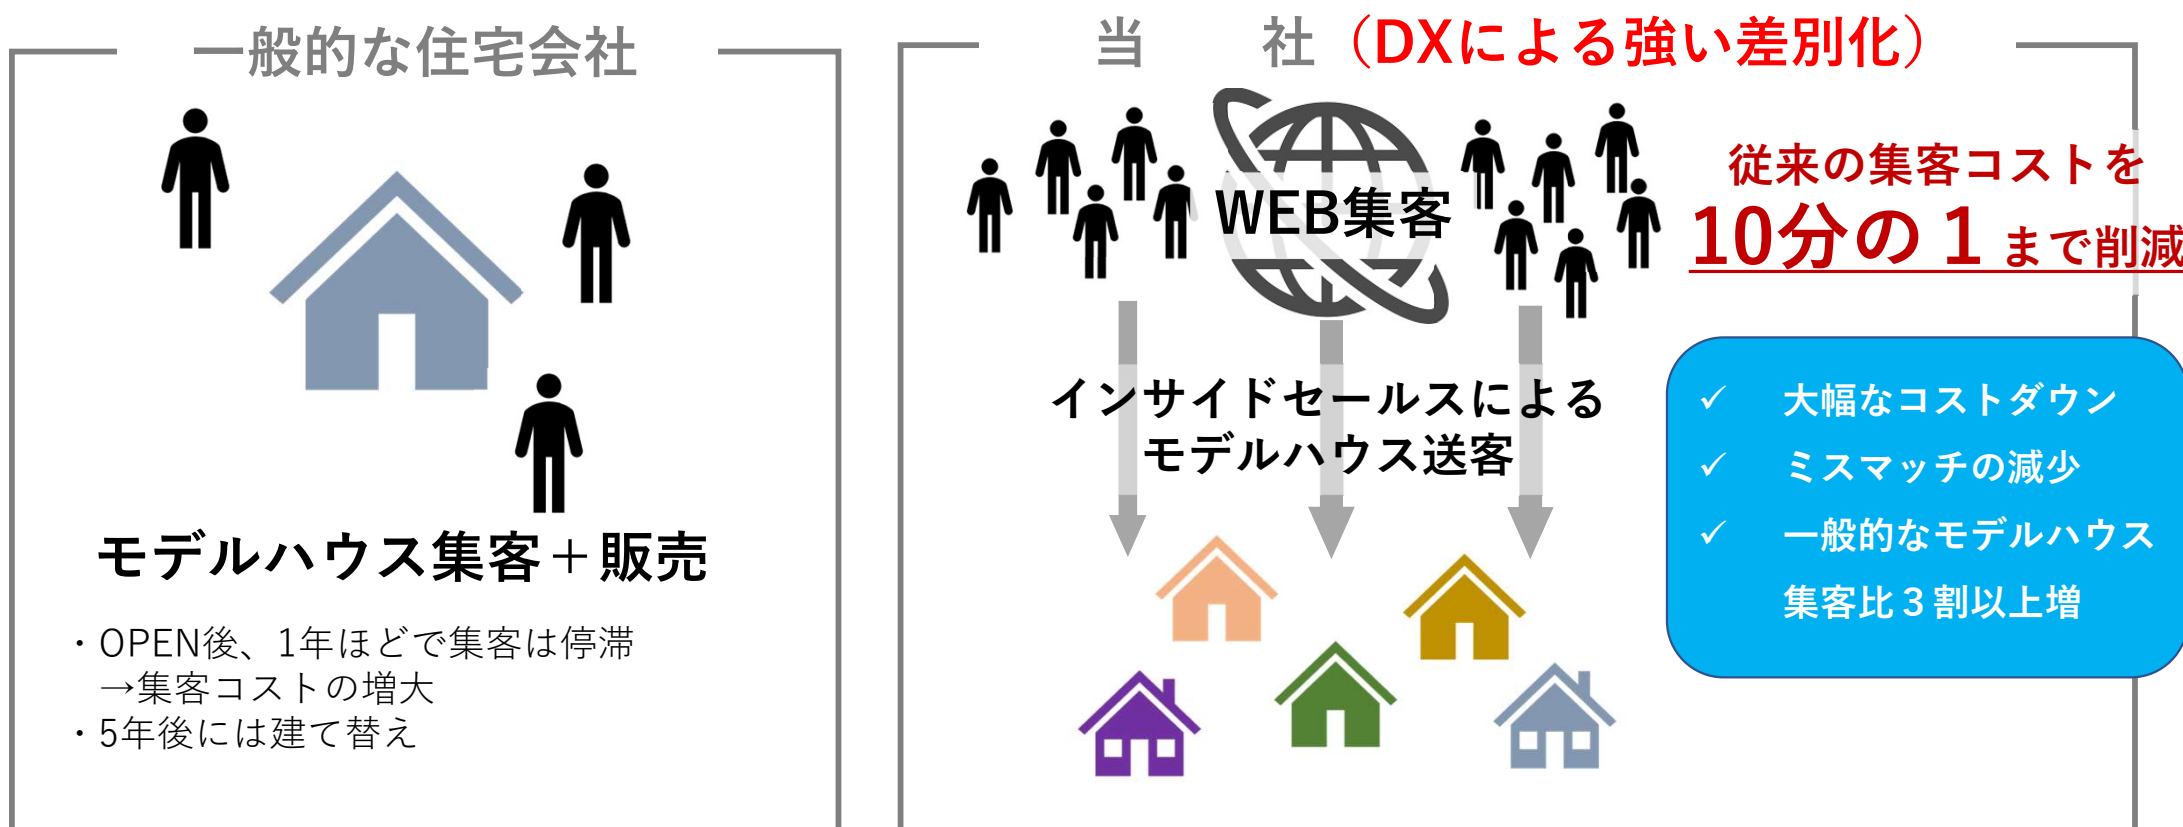 一般的な住宅会社
モデルハウス集客＋販売
・OPEN後、1年ほどで集客は停滞
→集客コストの増大
・5年後には建て替え
当　　社（DXによる強い差別化）
WEB集客
従来の集客コストを
10分の１まで削減
インサイドセールスによる
モデルハウス送客
✓ 大幅なコストダウン
✓ ミスマッチの減少
✓ 一般的なモデルハウス
集客比３割以上増